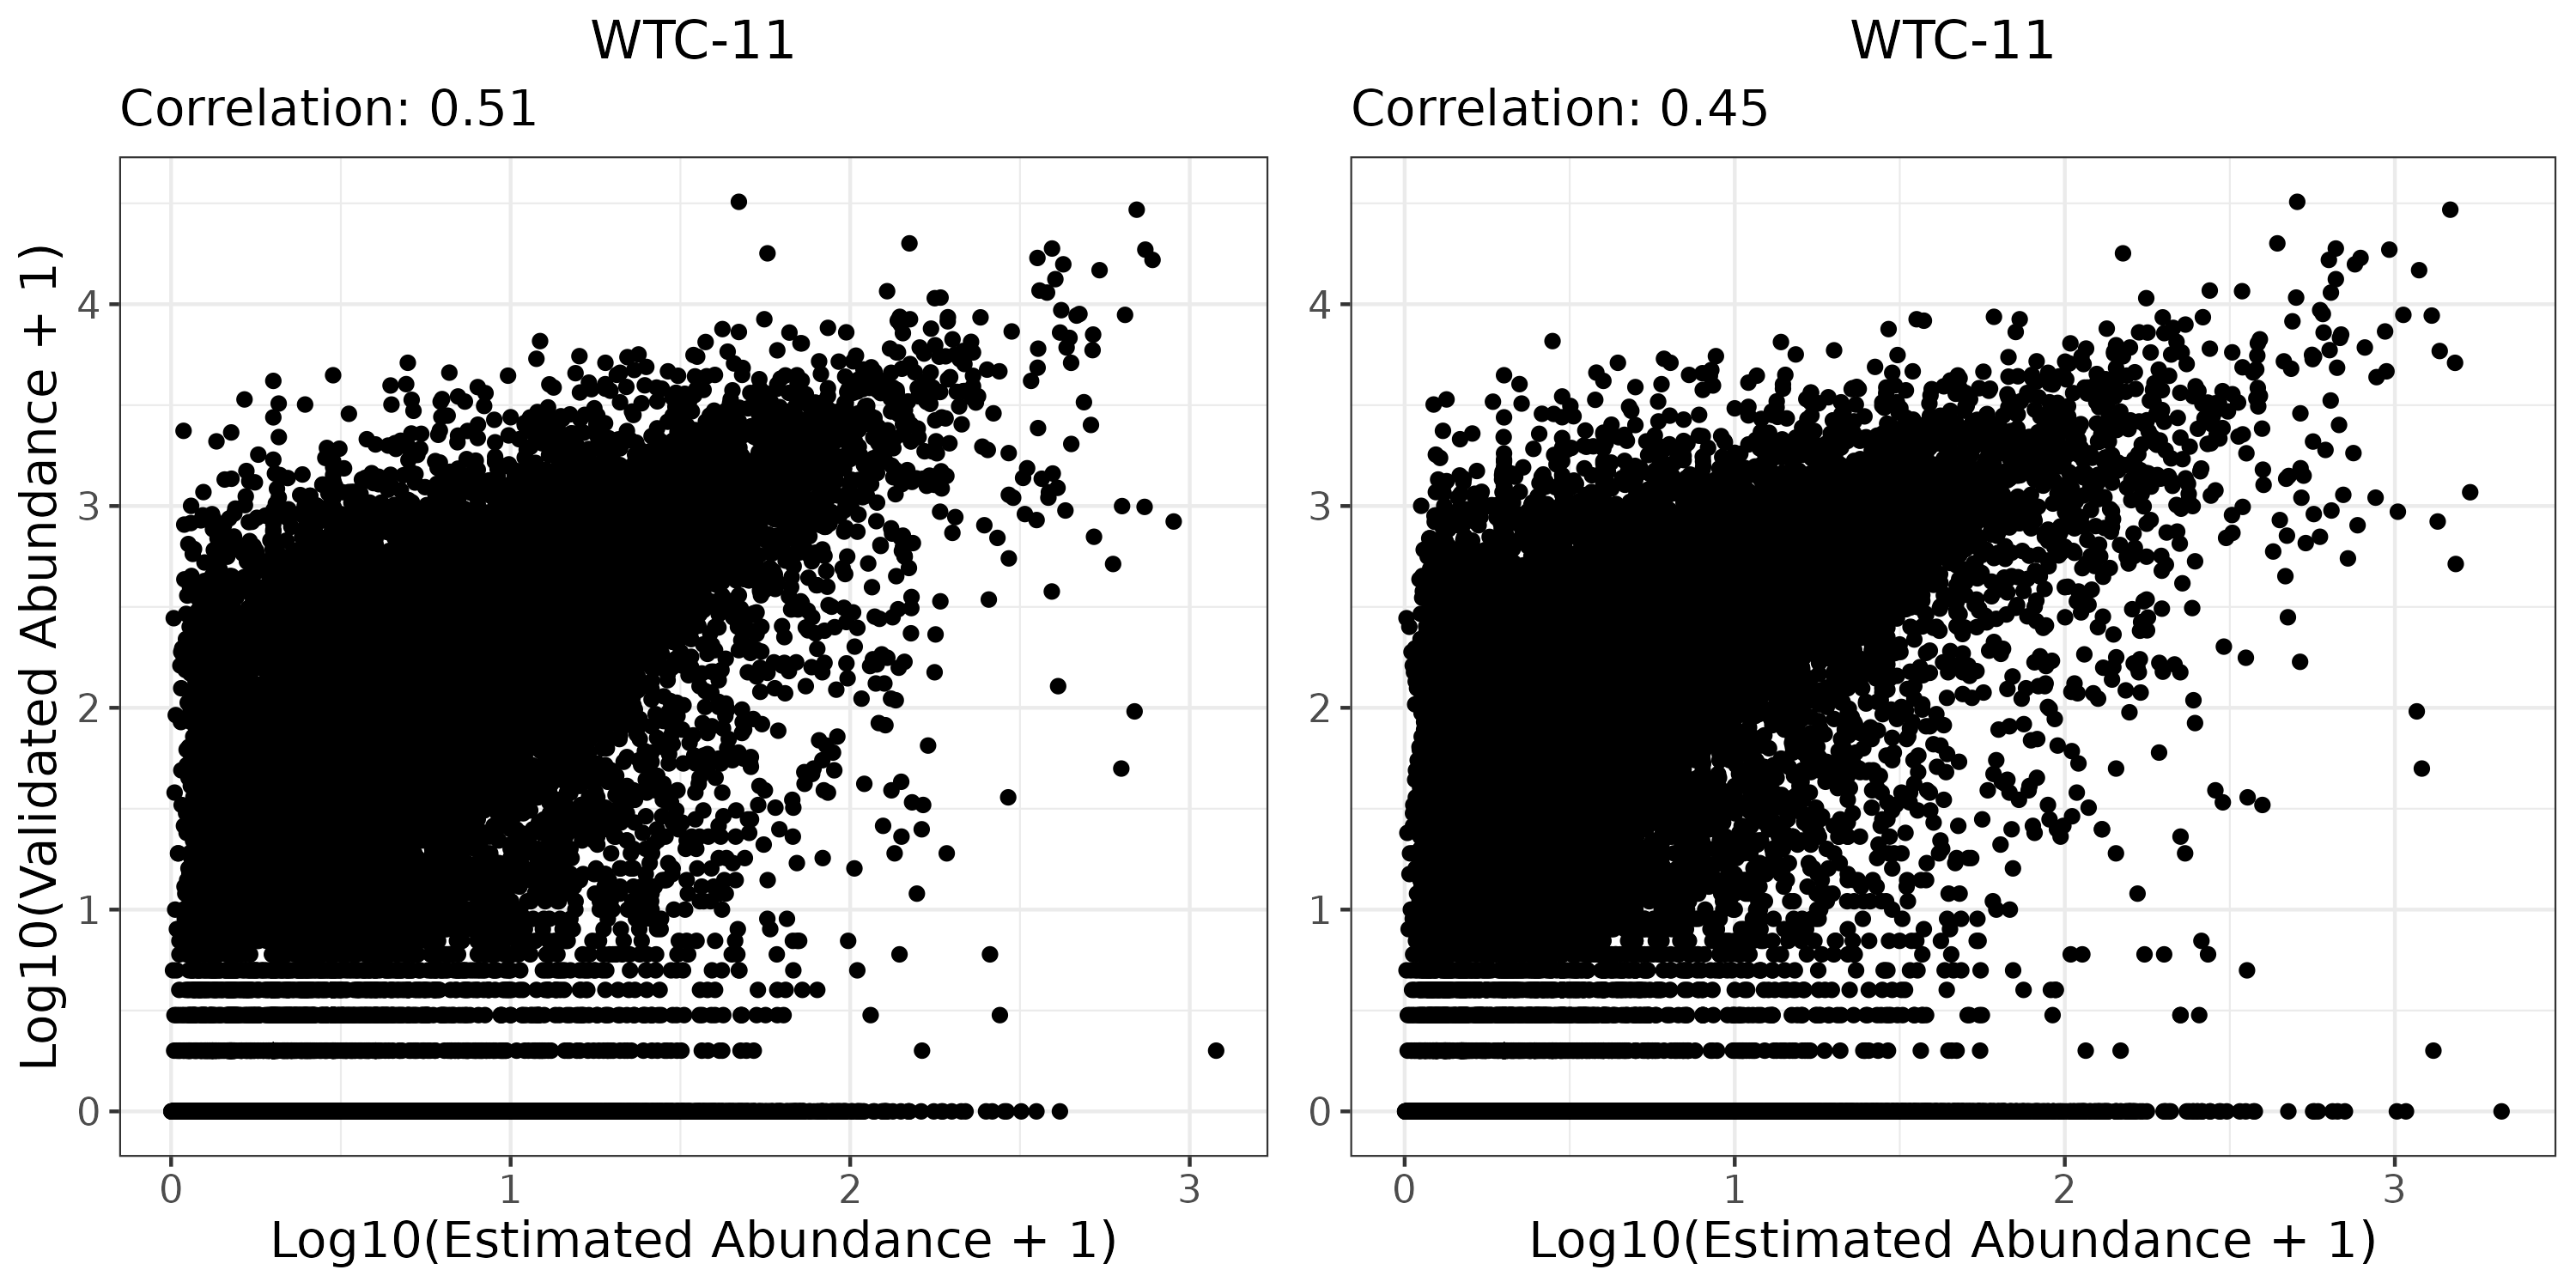 WTC-11
Correlation: 0.51
Log10(Validated Abundance + 1)
4
3
2
1
0
0 1 2 3
Log10(Estimated Abundance + 1)
WTC-11
Correlation: 0.45
4
3
2
1
0
0 1 2 3
Log10(Estimated Abundance + 1)